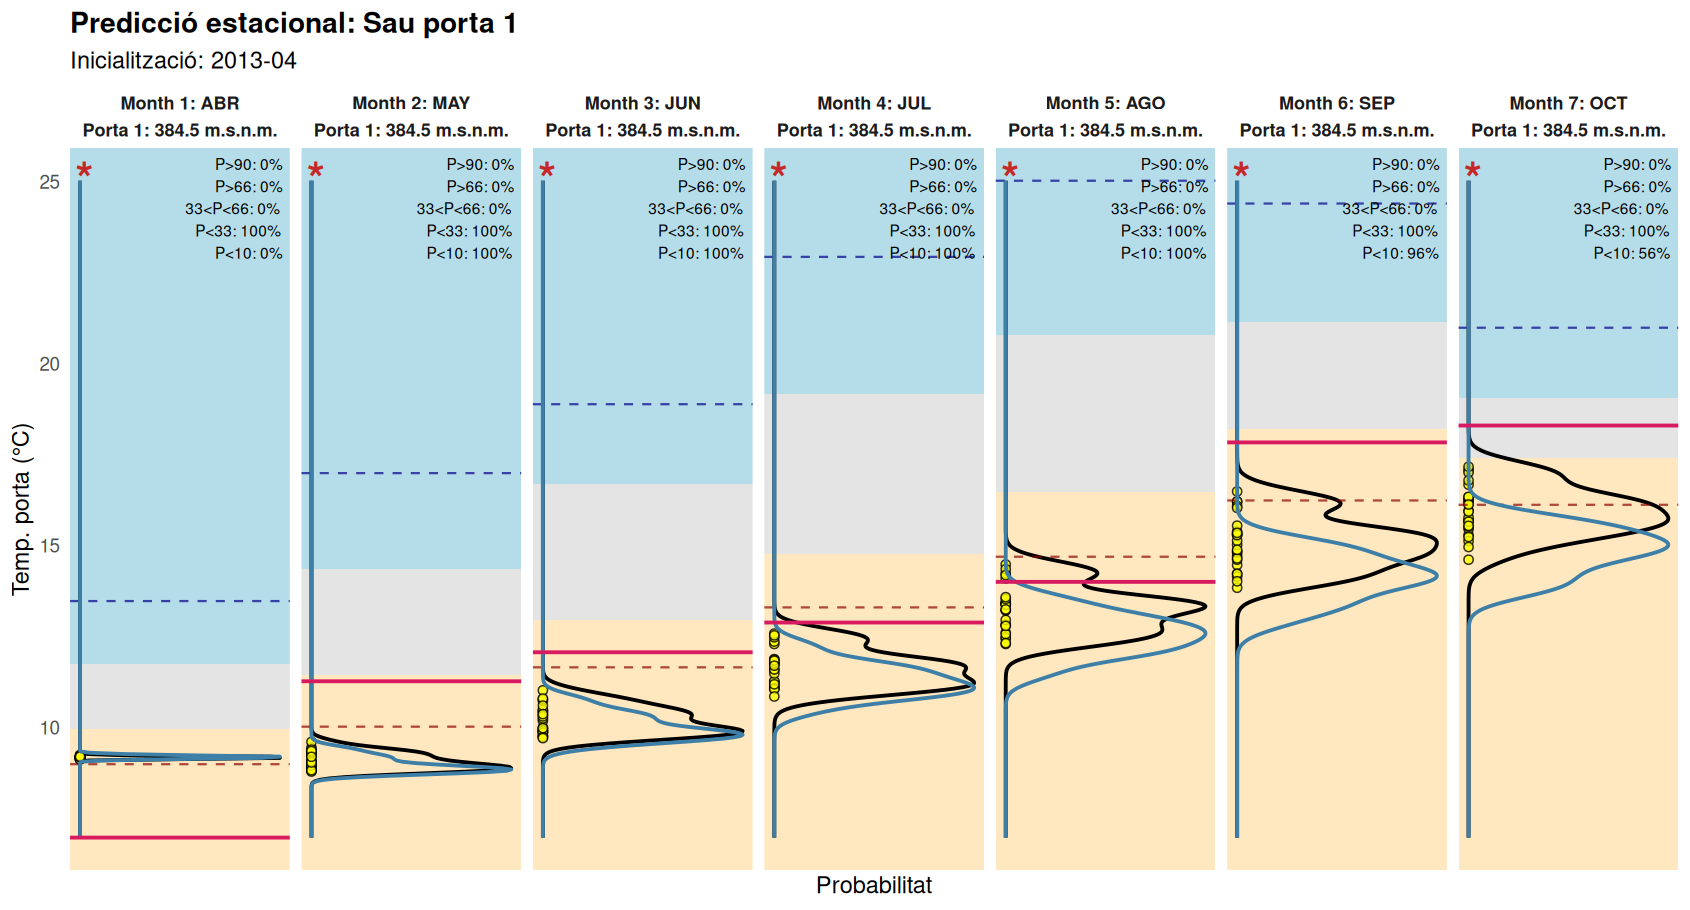 Predicció estacional: Sau porta 1
Inicialització: 2013-04
Month 1: ABR
Porta 1: 384.5 m.s.n.m.
Month 2: MAY
Porta 1: 384.5 m.s.n.m.
Month 3: JUN
Porta 1: 384.5 m.s.n.m.
Month 4: JUL
Porta 1: 384.5 m.s.n.m.
Month 5: AGO
Porta 1: 384.5 m.s.n.m.
Month 6: SEP
Porta 1: 384.5 m.s.n.m.
Month 7: OCT
Porta 1: 384.5 m.s.n.m.
Temp. porta (°C)
25
20
15
10
*
P>90: 0%
P>66: 0%
33<P<66: 0%
P<33: 100%
P<10: 0%
*
P>90: 0%
P>66: 0%
33<P<66: 0%
P<33: 100%
P<10: 100%
*
P>90: 0%
P>66: 0%
33<P<66: 0%
P<33: 100%
P<10: 100%
*
P>90: 0%
P>66: 0%
33<P<66: 0%
P<33: 100%
P<10: 100%
*
P>90: 0%
P>66: 0%
33<P<66: 0%
P<33: 100%
P<10: 100%
*
P>90: 0%
P>66: 0%
33<P<66: 0%
P<33: 100%
P<10: 96%
*
P>90: 0%
P>66: 0%
33<P<66: 0%
P<33: 100%
P<10: 56%
Probabilitat